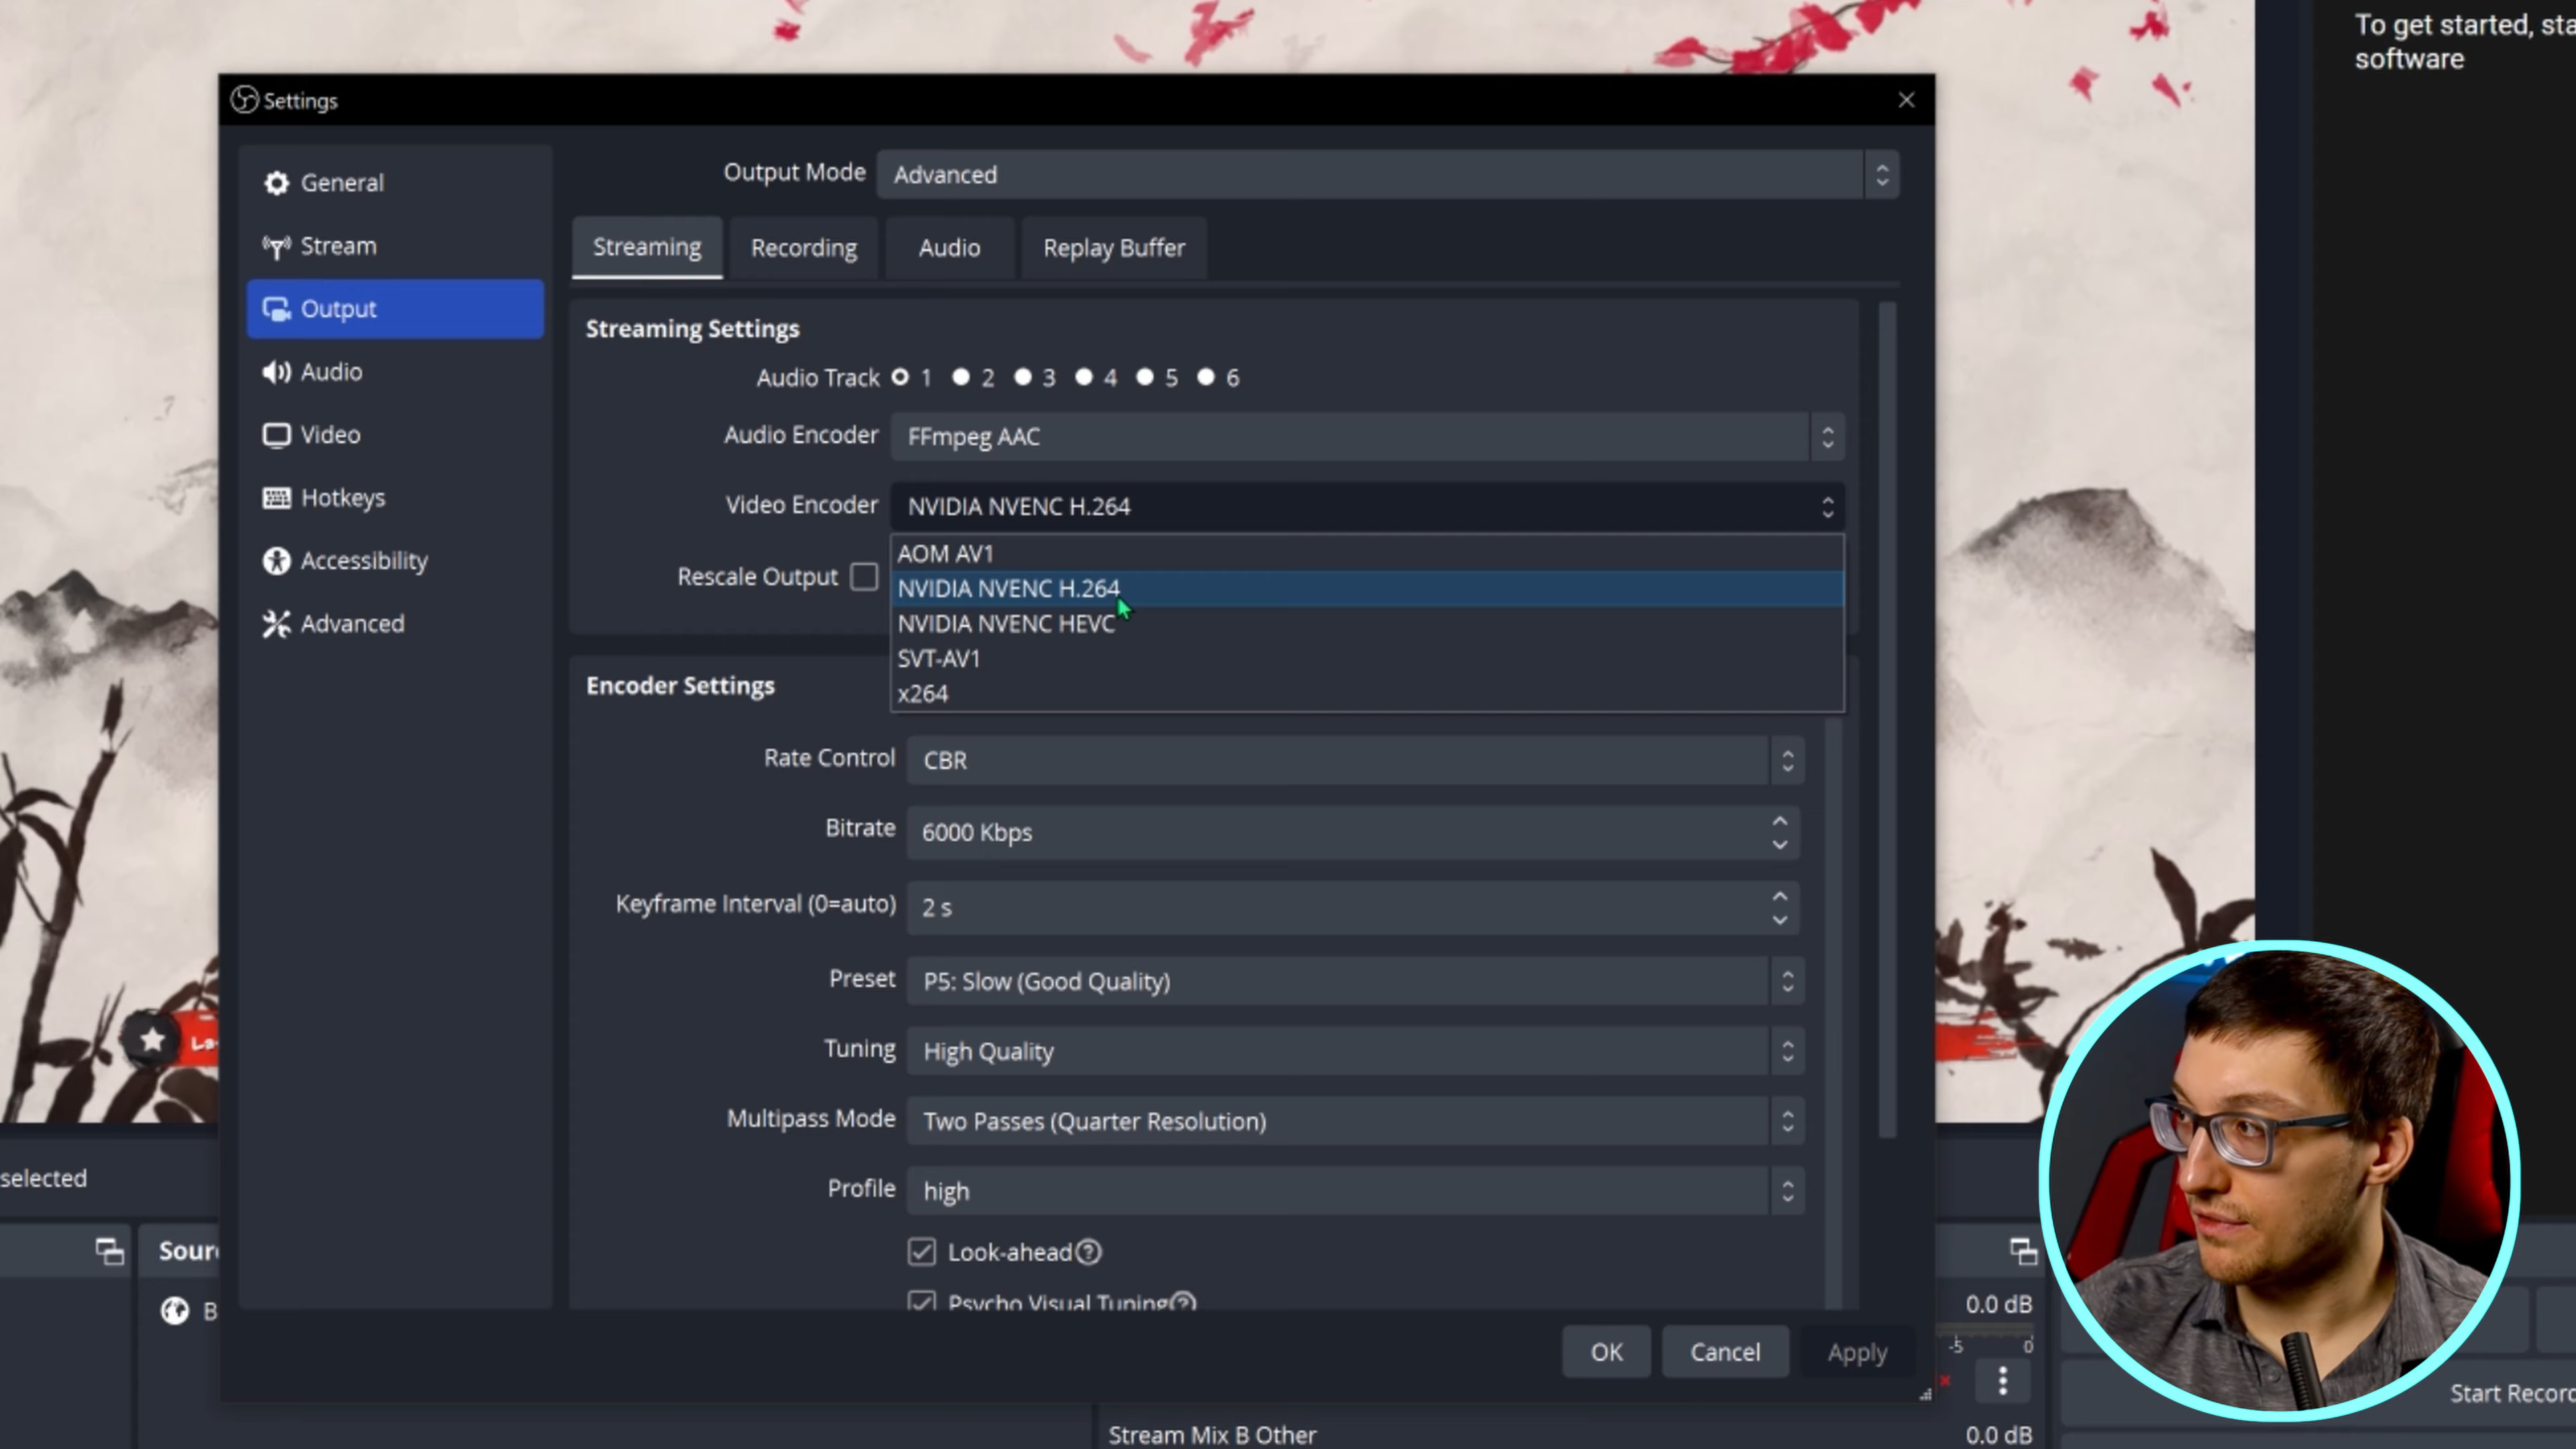 To get started, sta
software
Settings
General
Stream
Output
Audio
Video
Hotkeys
Accessibility
Advanced
Output Mode Advanced
Streaming Recording Audio Replay Buffer
Streaming Settings
Audio Track 1 2 3 4 5 6
Audio Encoder FFmpeg AAC
Video Encoder NVIDIA NVENC H.264
Rescale Output
AOM AV1
NVIDIA NVENC H.264
NVIDIA NVENC HEVC
SVT-AV1
x264
Encoder Settings
Rate Control CBR
Bitrate 6000 Kbps
Keyframe Interval (0=auto) 2 s
Preset P5: Slow (Good Quality)
Tuning High Quality
Multipass Mode Two Passes (Quarter Resolution)
Profile high
Look-ahead
Psycho Visual Tuning
OK Cancel Apply
La
selected
Sour
B
0.0 dB
-5 0
Start Record
Stream Mix B Other 0.0 dB